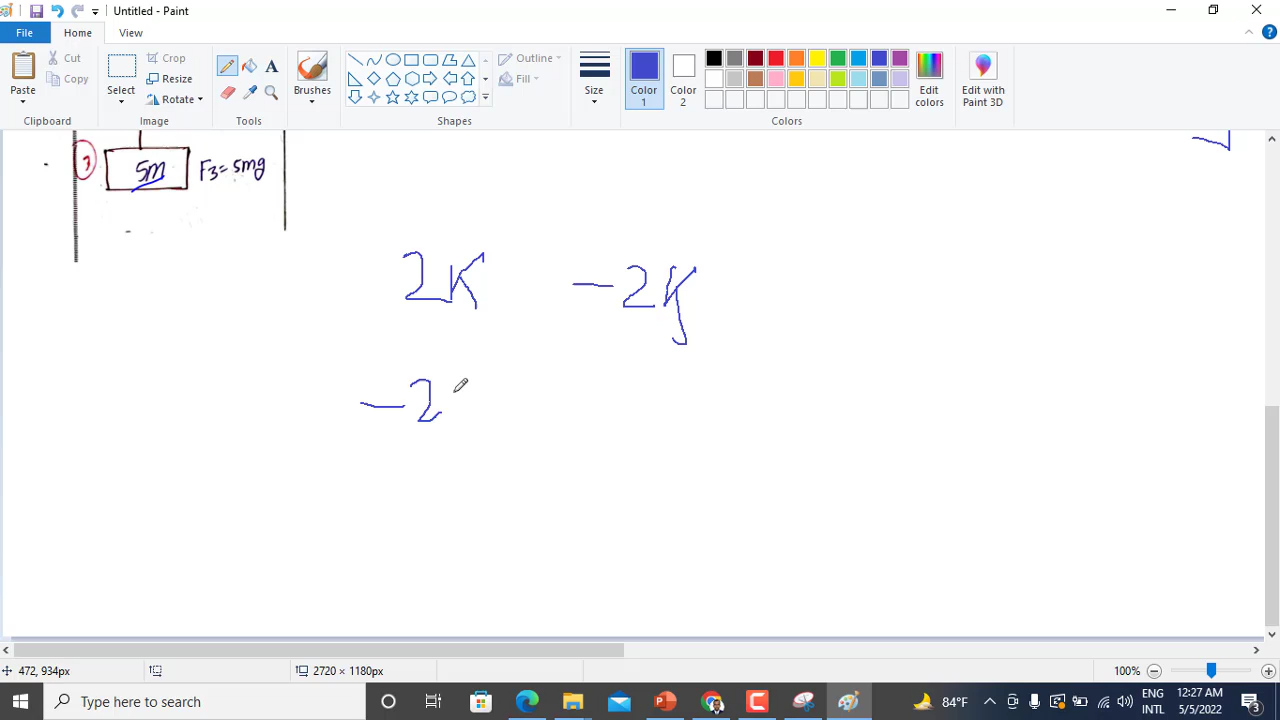 Untitled - Paint
File Home View
Paste Cut Copy
Clipboard
Select Crop Resize Rotate
Image
A
Tools
Brushes
Outline Fill
Shapes
Size
Color 1 Color 2
Edit colors
Colors
Edit with Paint 3D
3 5m F3=5mg
2K -2K
-2
472, 934px 2720 × 1180px 100%
Type here to search
84°F ENG INTL 12:27 AM 5/5/2022 3